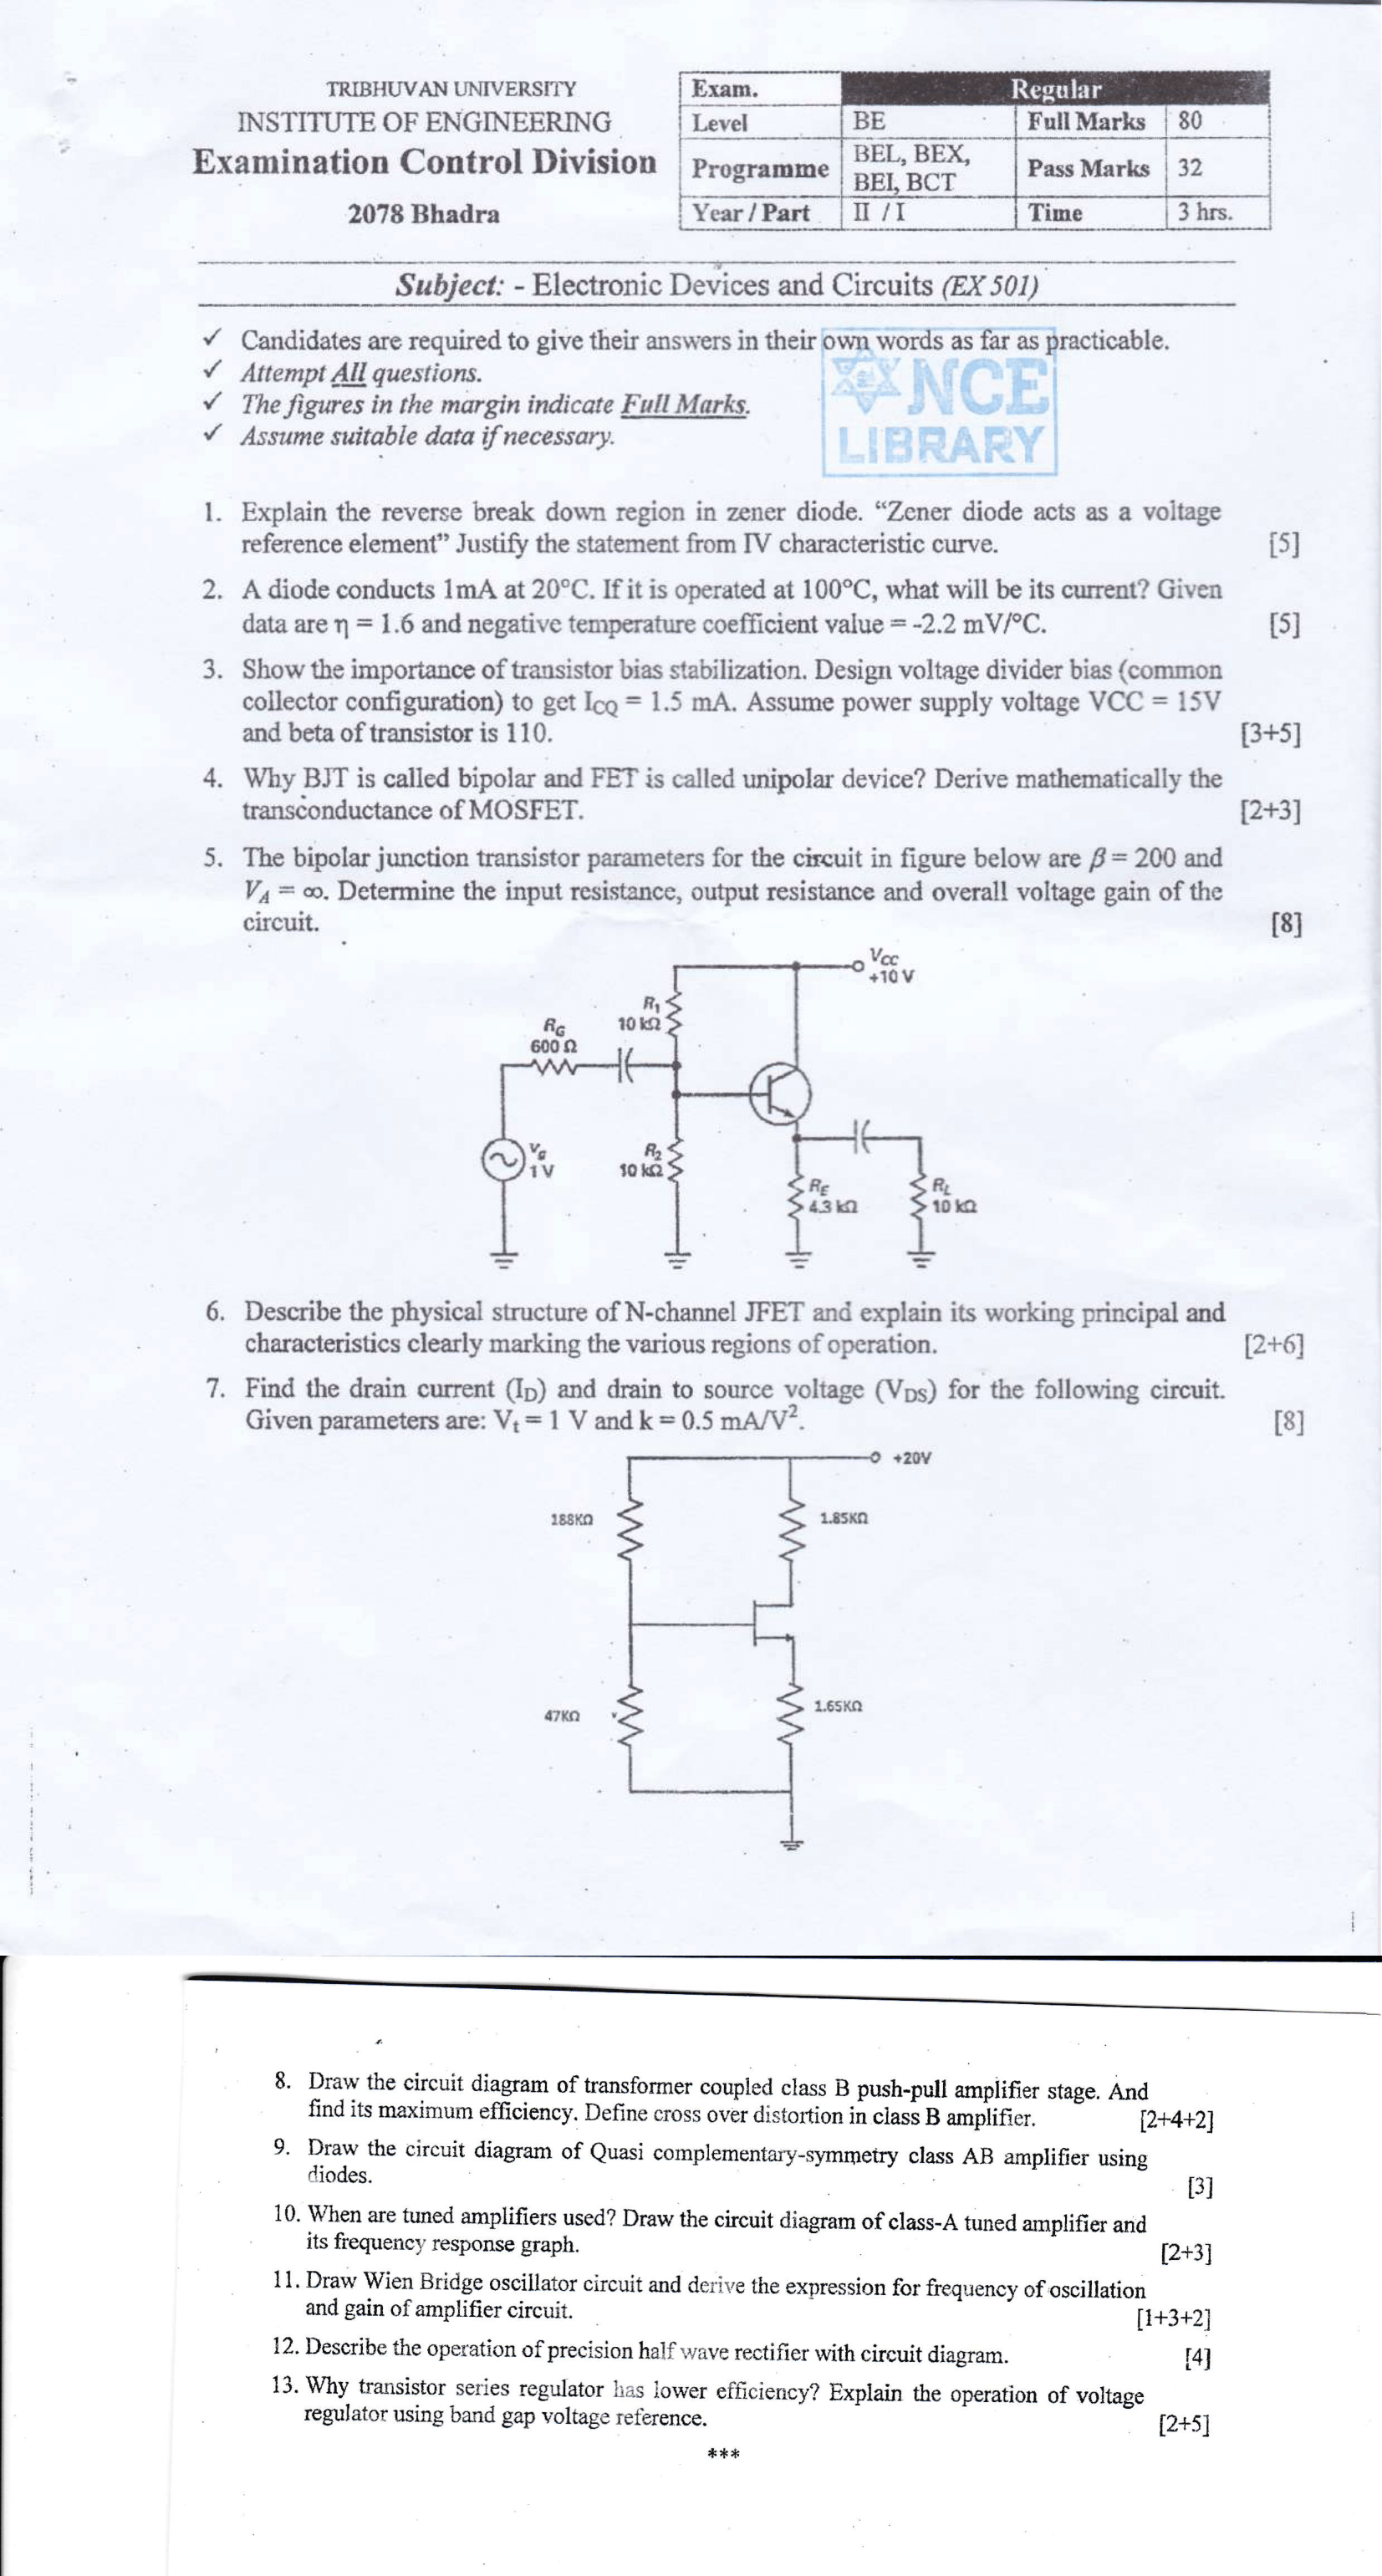 TRIBHUVAN UNIVERSITY
INSTITUTE OF ENGINEERING
Examination Control Division
2078 Bhadra
Exam. Regular
Level BE Full Marks 80
Programme BEL, BEX, BEI, BCT Pass Marks 32
Year / Part II / I Time 3 hrs.
Subject: - Electronic Devices and Circuits (EX 501)
✓ Candidates are required to give their answers in their own words as far as practicable.
✓ Attempt All questions.
✓ The figures in the margin indicate Full Marks.
✓ Assume suitable data if necessary.
NCE
LIBRARY
1. Explain the reverse break down region in zener diode. “Zener diode acts as a voltage
reference element” Justify the statement from IV characteristic curve. [5]
2. A diode conducts 1mA at 20°C. If it is operated at 100°C, what will be its current? Given
data are η = 1.6 and negative temperature coefficient value = -2.2 mV/°C. [5]
3. Show the importance of transistor bias stabilization. Design voltage divider bias (common
collector configuration) to get ICQ = 1.5 mA. Assume power supply voltage VCC = 15V
and beta of transistor is 110. [3+5]
4. Why BJT is called bipolar and FET is called unipolar device? Derive mathematically the
transconductance of MOSFET. [2+3]
5. The bipolar junction transistor parameters for the circuit in figure below are β = 200 and
VA = ∞. Determine the input resistance, output resistance and overall voltage gain of the
circuit. [8]
VCC
+10 V
R1
10 kΩ
RG
600 Ω
vG
1 V
R2
10 kΩ
RE
4.3 kΩ
RL
10 kΩ
6. Describe the physical structure of N-channel JFET and explain its working principal and
characteristics clearly marking the various regions of operation. [2+6]
7. Find the drain current (ID) and drain to source voltage (VDS) for the following circuit.
Given parameters are: Vt = 1 V and k = 0.5 mA/V². [8]
+20V
188KΩ
1.85KΩ
47KΩ
1.65KΩ
8. Draw the circuit diagram of transformer coupled class B push-pull amplifier stage. And
find its maximum efficiency. Define cross over distortion in class B amplifier. [2+4+2]
9. Draw the circuit diagram of Quasi complementary-symmetry class AB amplifier using
diodes. [3]
10. When are tuned amplifiers used? Draw the circuit diagram of class-A tuned amplifier and
its frequency response graph. [2+3]
11. Draw Wien Bridge oscillator circuit and derive the expression for frequency of oscillation
and gain of amplifier circuit. [1+3+2]
12. Describe the operation of precision half wave rectifier with circuit diagram. [4]
13. Why transistor series regulator has lower efficiency? Explain the operation of voltage
regulator using band gap voltage reference. [2+5]
***